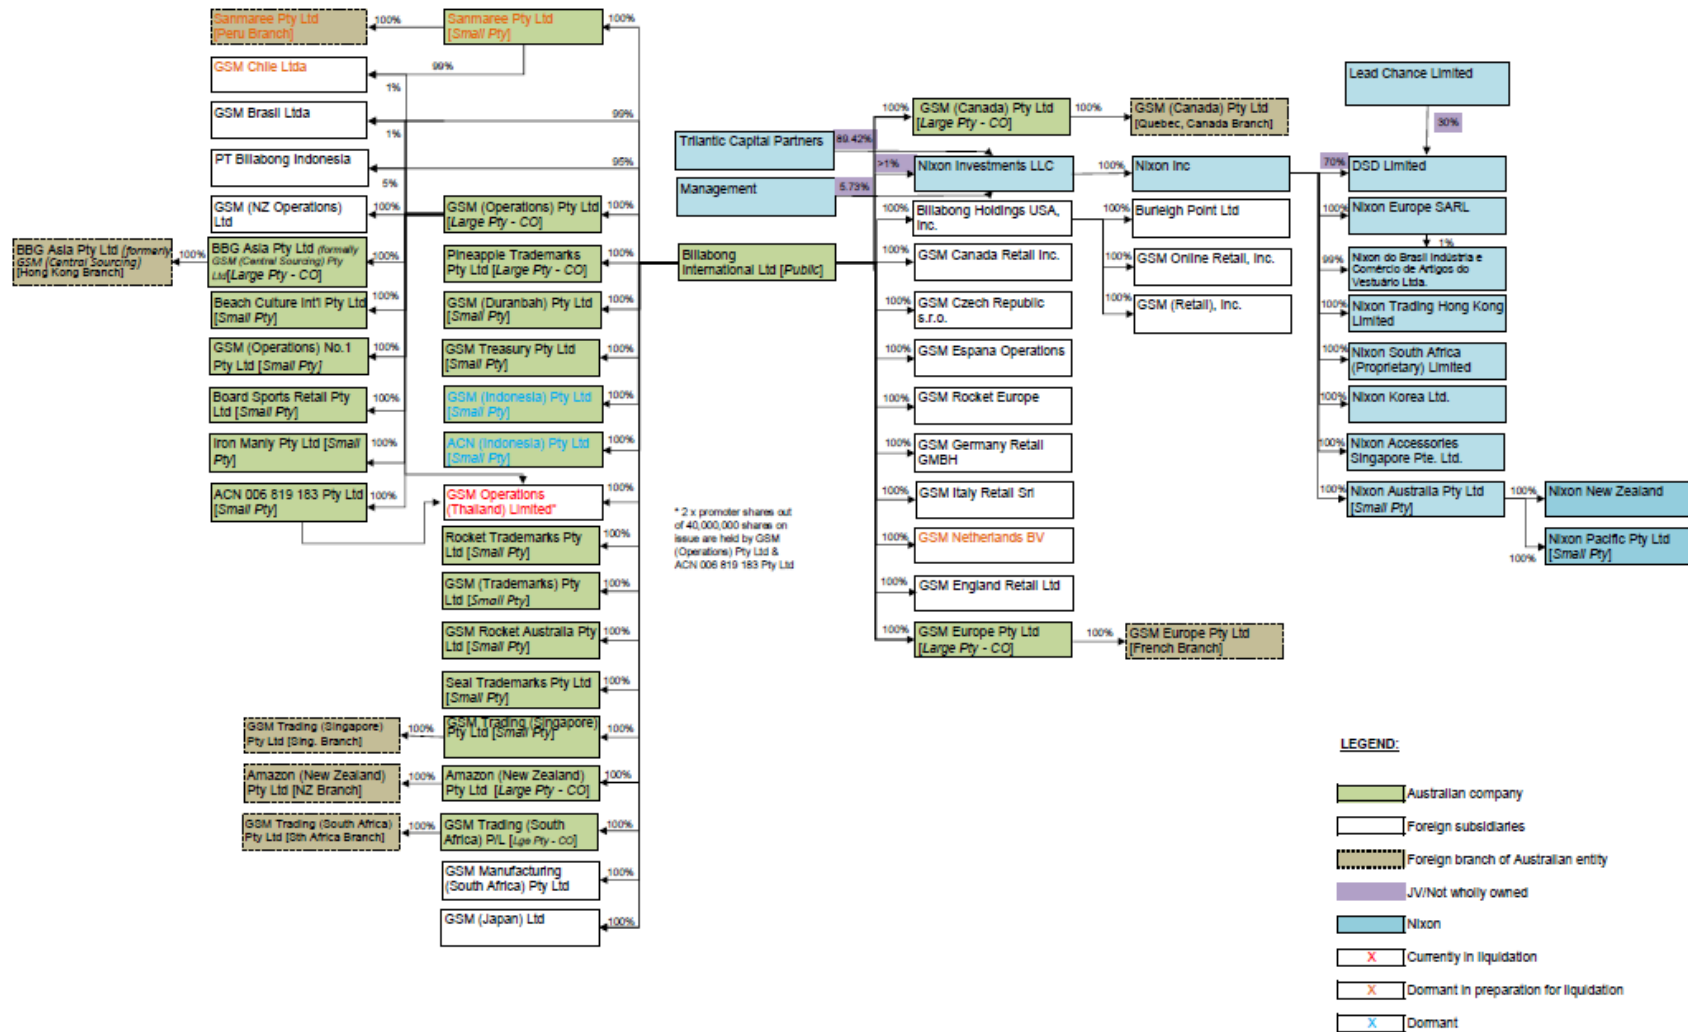 Sanmaree Pty Ltd
[Peru Branch]
100%
Sanmaree Pty Ltd
[Small Pty]
100%
GSM Chile Ltda
99%
1%
GSM Brasil Ltda
99%
1%
PT Billabong Indonesia
95%
5%
GSM (NZ Operations)
Ltd
100%
GSM (Operations) Pty Ltd
[Large Pty - CO]
100%
BBG Asia Pty Ltd (formerly
GSM (Central Sourcing)
[Hong Kong Branch]
100%
BBG Asia Pty Ltd (formally
GSM (Central Sourcing) Pty
Ltd[Large Pty - CO]
100%
Pineapple Trademarks
Pty Ltd [Large Pty - CO]
100%
Beach Culture Int'l Pty Ltd
[Small Pty]
100%
GSM (Duranbah) Pty Ltd
[Small Pty]
100%
GSM (Operations) No.1
Pty Ltd [Small Pty]
100%
GSM Treasury Pty Ltd
[Small Pty]
100%
Board Sports Retail Pty
Ltd [Small Pty]
100%
GSM (Indonesia) Pty Ltd
[Small Pty]
100%
Iron Manly Pty Ltd [Small
Pty]
100%
ACN (Indonesia) Pty Ltd
[Small Pty]
100%
ACN 006 819 183 Pty Ltd
[Small Pty]
100%
GSM Operations
(Thailand) Limited*
100%
Rocket Trademarks Pty
Ltd [Small Pty]
100%
GSM (Trademarks) Pty
Ltd [Small Pty]
100%
GSM Rocket Australia Pty
Ltd [Small Pty]
100%
Seal Trademarks Pty Ltd
[Small Pty]
100%
GSM Trading (Singapore)
Pty Ltd [Sing. Branch]
100%
GSM Trading (Singapore)
Pty Ltd [Small Pty]
100%
Amazon (New Zealand)
Pty Ltd [NZ Branch]
100%
Amazon (New Zealand)
Pty Ltd [Large Pty - CO]
100%
GSM Trading (South Africa)
Pty Ltd [Sth Africa Branch]
100%
GSM Trading (South
Africa) P/L [Lge Pty - CO]
100%
GSM Manufacturing
(South Africa) Pty Ltd
100%
GSM (Japan) Ltd
100%
Trilantic Capital Partners
89.42%
Management
5.73%
>1%
Billabong
International Ltd [Public]
* 2 x promoter shares out
of 40,000,000 shares on
issue are held by GSM
(Operations) Pty Ltd &
ACN 006 819 183 Pty Ltd
100%
GSM (Canada) Pty Ltd
[Large Pty - CO]
100%
GSM (Canada) Pty Ltd
[Quebec, Canada Branch]
Nixon Investments LLC
100%
Nixon Inc
100%
Billabong Holdings USA,
Inc.
100%
Burleigh Point Ltd
100%
GSM Canada Retail Inc.
100%
GSM Online Retail, Inc.
100%
GSM Czech Republic
s.r.o.
100%
GSM (Retail), Inc.
100%
GSM Espana Operations
100%
GSM Rocket Europe
100%
GSM Germany Retail
GMBH
100%
GSM Italy Retail Srl
100%
GSM Netherlands BV
100%
GSM England Retail Ltd
100%
GSM Europe Pty Ltd
[Large Pty - CO]
100%
GSM Europe Pty Ltd
[French Branch]
Lead Chance Limited
30%
70%
DSD Limited
100%
Nixon Europe SARL
1%
99%
Nixon do Brasil Indústria e
Comércio de Artigos do
Vestuário Ltda.
100%
Nixon Trading Hong Kong
Limited
100%
Nixon South Africa
(Proprietary) Limited
100%
Nixon Korea Ltd.
100%
Nixon Accessories
Singapore Pte. Ltd.
100%
Nixon Australia Pty Ltd
[Small Pty]
100%
Nixon New Zealand
100%
Nixon Pacific Pty Ltd
[Small Pty]
LEGEND:
Australian company
Foreign subsidiaries
Foreign branch of Australian entity
JV/Not wholly owned
Nixon
X Currently in liquidation
X Dormant in preparation for liquidation
X Dormant